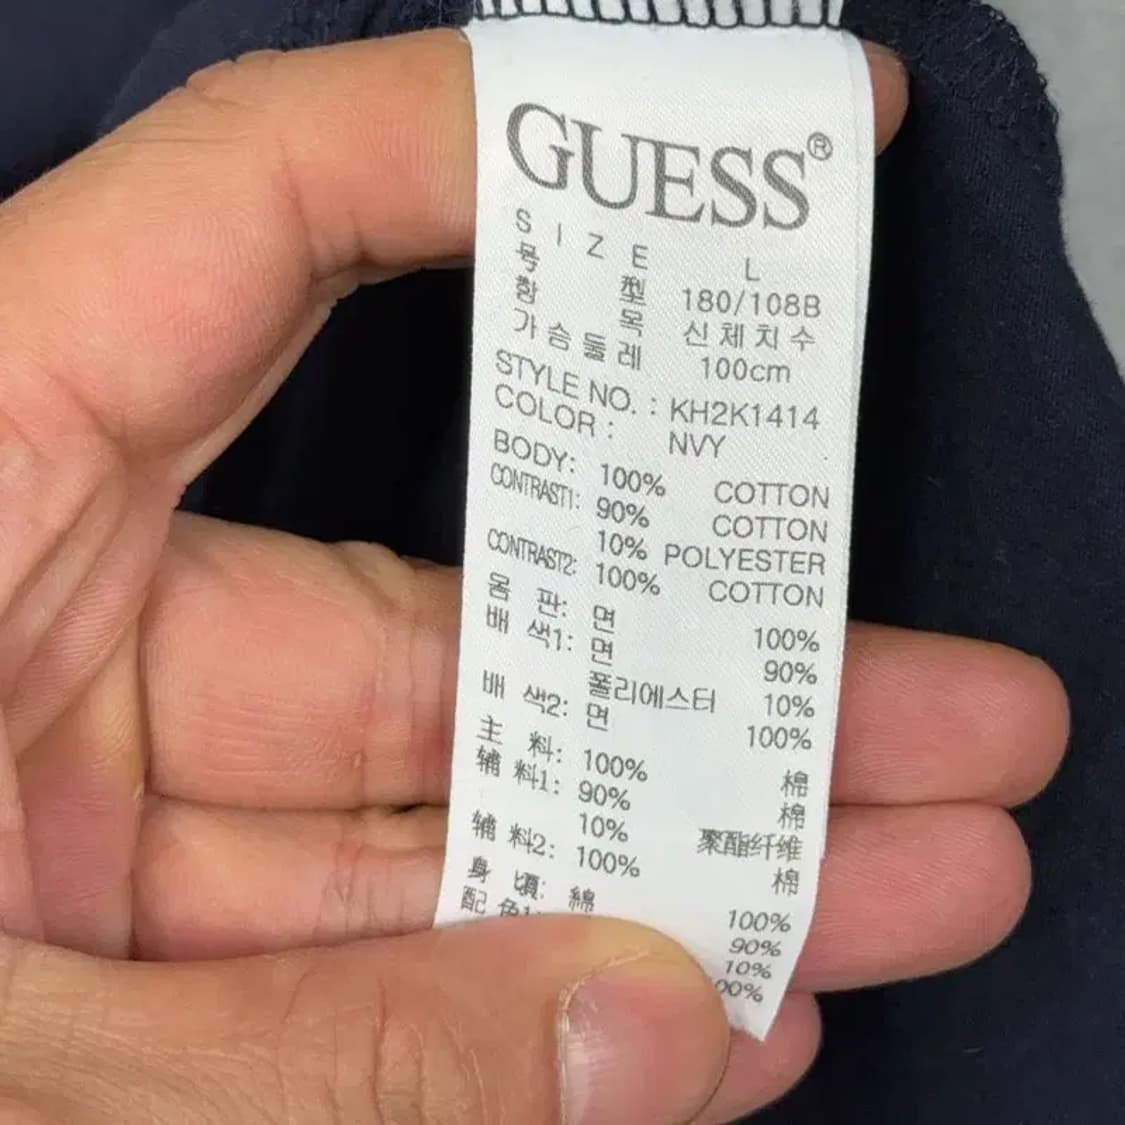 GUESS®
SIZE L
号型 180/108B
항목 신체치수
가슴둘레 100cm
STYLE NO.: KH2K1414
COLOR: NVY
BODY: 100% COTTON
CONTRAST1: 90% COTTON
10% POLYESTER
CONTRAST2: 100% COTTON
몸판: 면 100%
배색1: 면 90%
폴리에스터 10%
배색2: 면 100%
主料: 100% 棉
辅料1: 90% 棉
10% 聚酯纤维
辅料2: 100% 棉
身頃: 綿 100%
配色1: 90%
10%